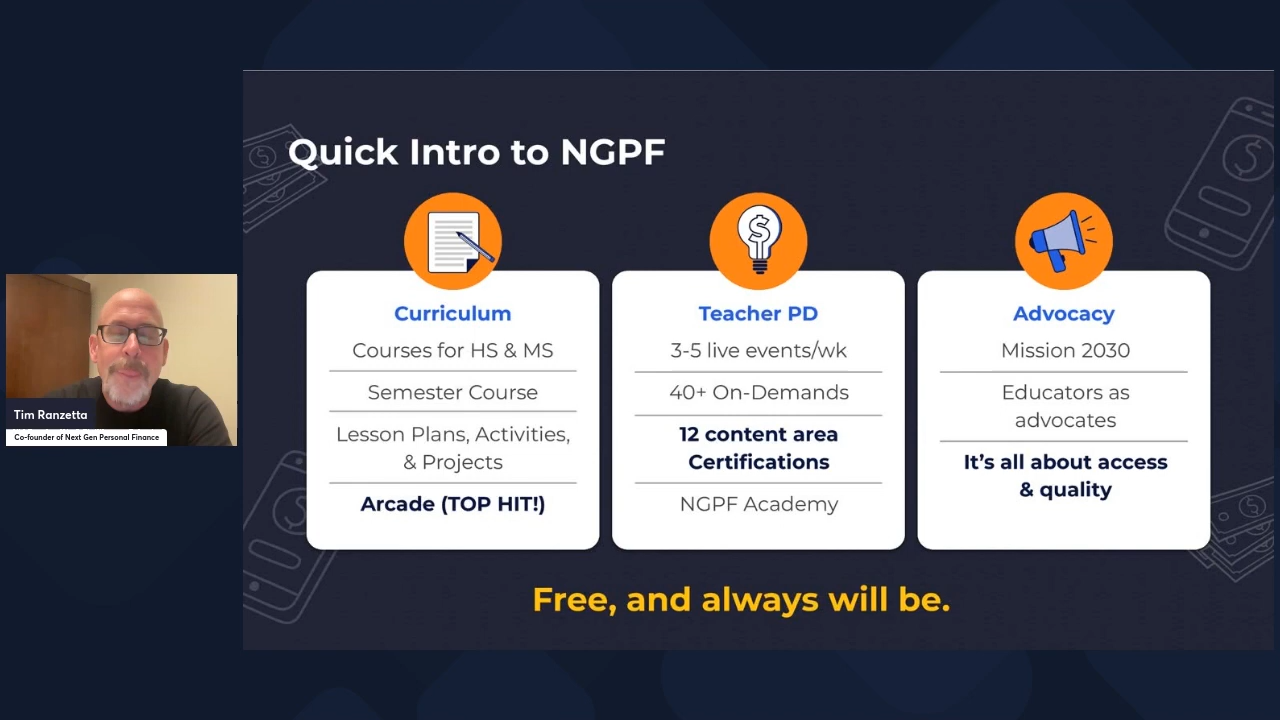 Quick Intro to NGPF
Curriculum
Courses for HS & MS
Semester Course
Lesson Plans, Activities,
& Projects
Arcade (TOP HIT!)
Teacher PD
3-5 live events/wk
40+ On-Demands
12 content area
Certifications
NGPF Academy
Advocacy
Mission 2030
Educators as
advocates
It’s all about access
& quality
Free, and always will be.
Tim Ranzetta
Co-founder of Next Gen Personal Finance